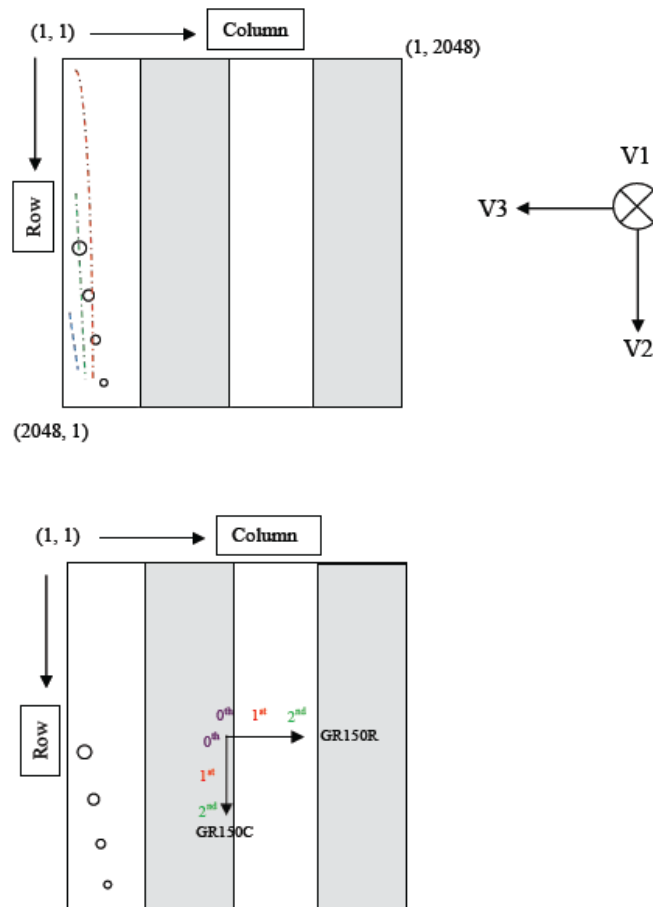 (1, 1)
Column
(1, 2048)
Row
V1
V3
V2
(2048, 1)
(1, 1)
Column
Row
0th 1st 2nd
0th
GR150R
1st
2nd
GR150C